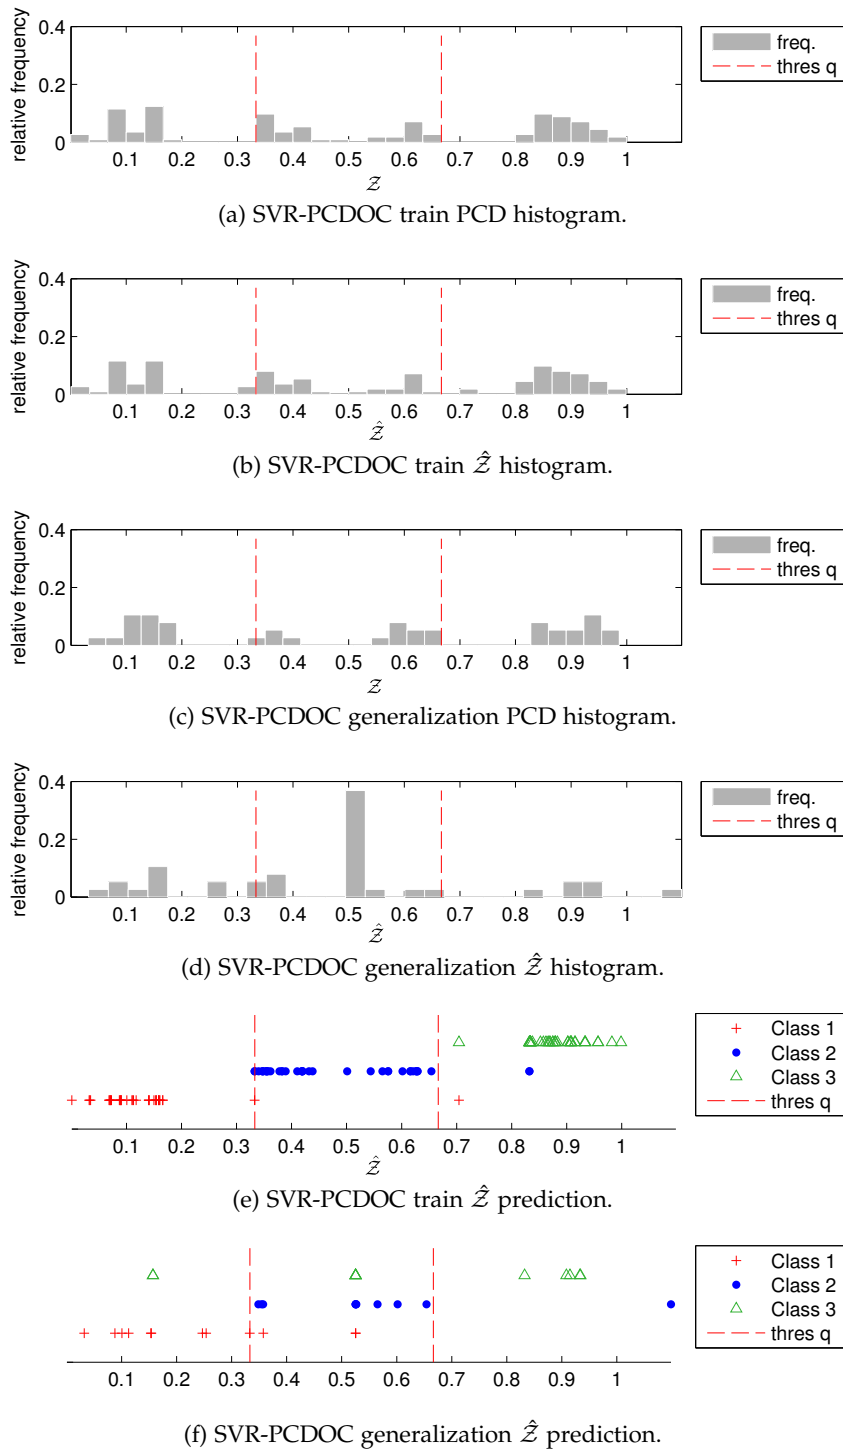 0.4
0.2
0
relative frequency
0.1 0.2 0.3 0.4 0.5 0.6 0.7 0.8 0.9 1
𝒵
freq.
thres q
(a) SVR-PCDOC train PCD histogram.
0.4
0.2
0
relative frequency
0.1 0.2 0.3 0.4 0.5 0.6 0.7 0.8 0.9 1
𝒵̂
freq.
thres q
(b) SVR-PCDOC train 𝒵̂ histogram.
0.4
0.2
0
relative frequency
0.1 0.2 0.3 0.4 0.5 0.6 0.7 0.8 0.9 1
𝒵
freq.
thres q
(c) SVR-PCDOC generalization PCD histogram.
0.4
0.2
0
relative frequency
0.1 0.2 0.3 0.4 0.5 0.6 0.7 0.8 0.9 1
𝒵̂
freq.
thres q
(d) SVR-PCDOC generalization 𝒵̂ histogram.
0.1 0.2 0.3 0.4 0.5 0.6 0.7 0.8 0.9 1
𝒵̂
Class 1
Class 2
Class 3
thres q
(e) SVR-PCDOC train 𝒵̂ prediction.
0.1 0.2 0.3 0.4 0.5 0.6 0.7 0.8 0.9 1
Class 1
Class 2
Class 3
thres q
(f) SVR-PCDOC generalization 𝒵̂ prediction.